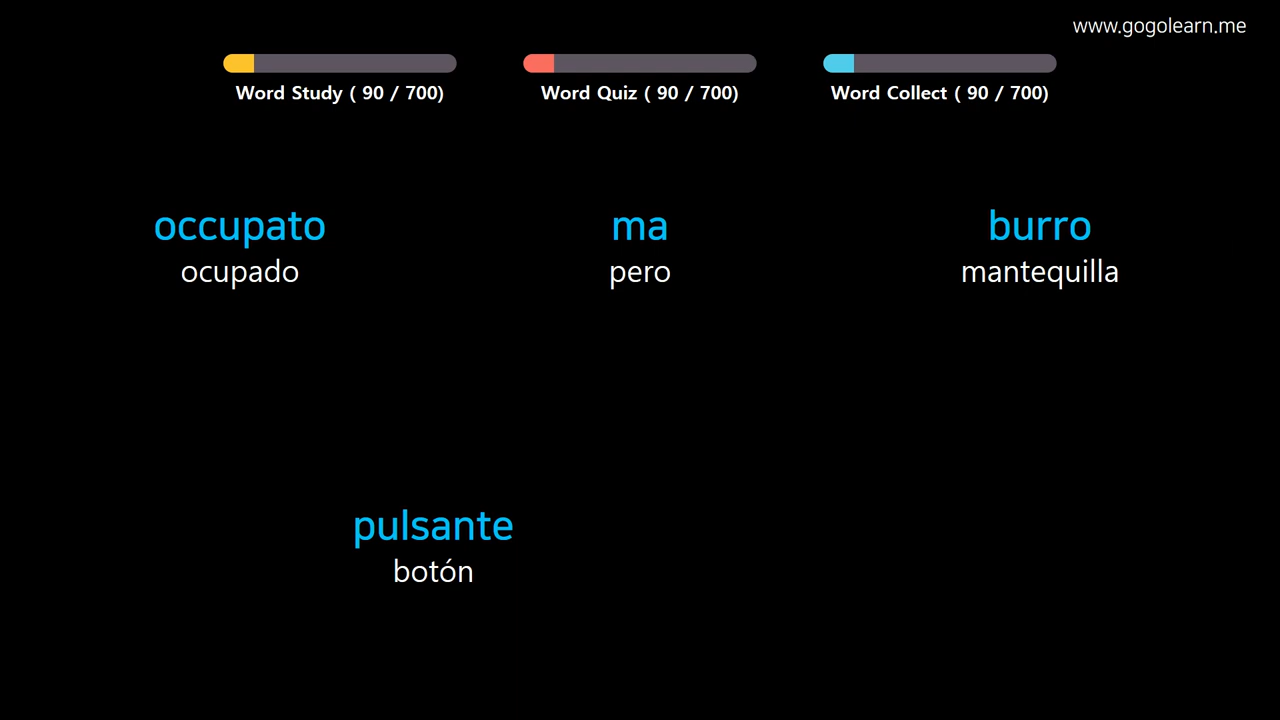 www.gogolearn.me
Word Study ( 90 / 700)
Word Quiz ( 90 / 700)
Word Collect ( 90 / 700)
occupato
ocupado
ma
pero
burro
mantequilla
pulsante
botón